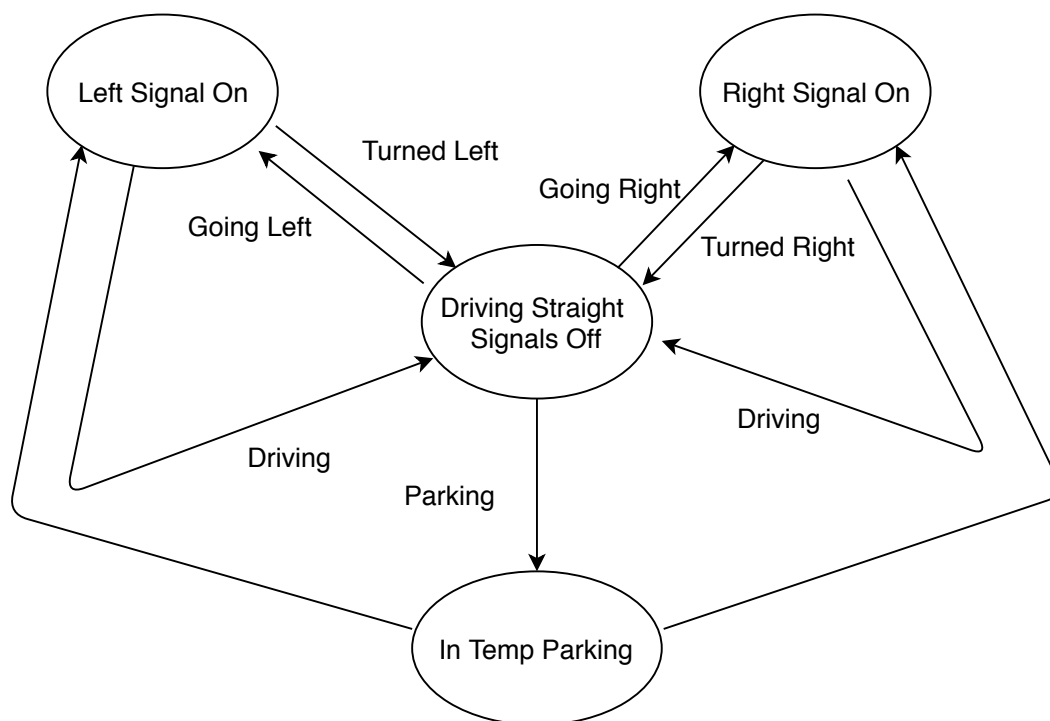 Left Signal On
Right Signal On
Turned Left
Going Right
Going Left
Turned Right
Driving Straight
Signals Off
Driving
Driving
Parking
In Temp Parking